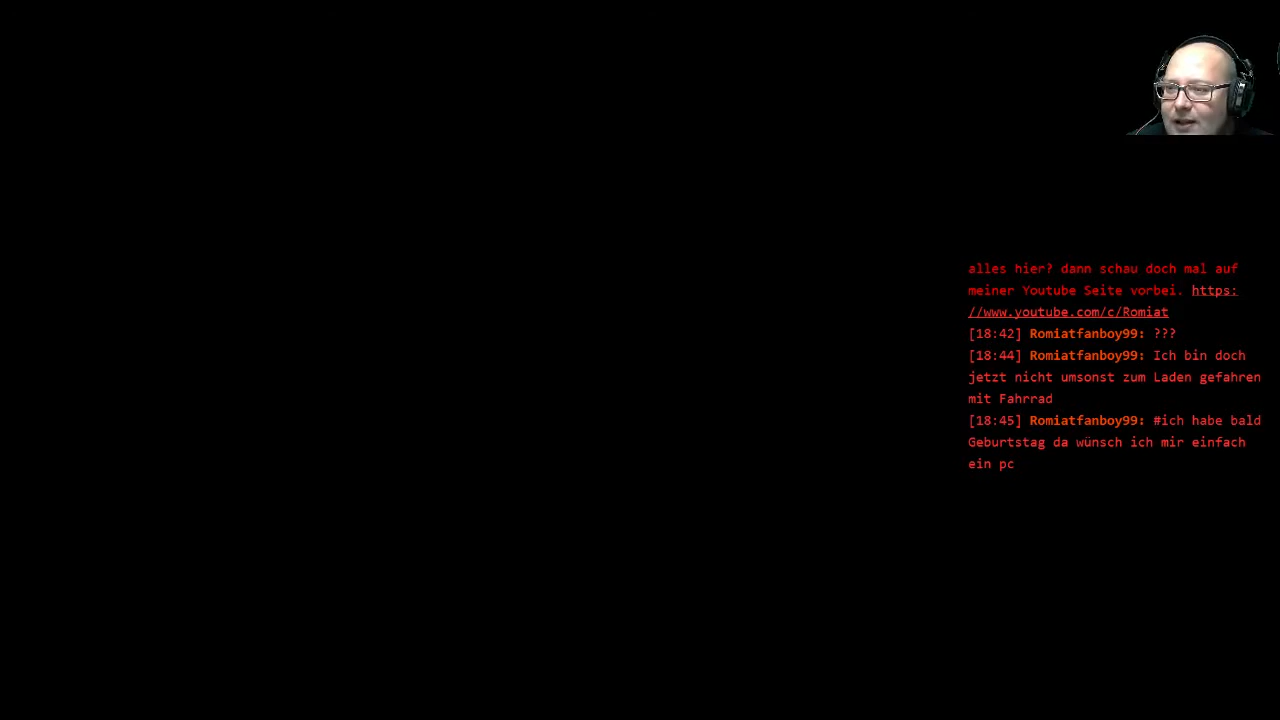 alles hier? dann schau doch mal auf
meiner Youtube Seite vorbei. https:
//www.youtube.com/c/Romiat
[18:42] Romiatfanboy99: ???
[18:44] Romiatfanboy99: Ich bin doch
jetzt nicht umsonst zum Laden gefahren
mit Fahrrad
[18:45] Romiatfanboy99: #ich habe bald
Geburtstag da wünsch ich mir einfach
ein pc